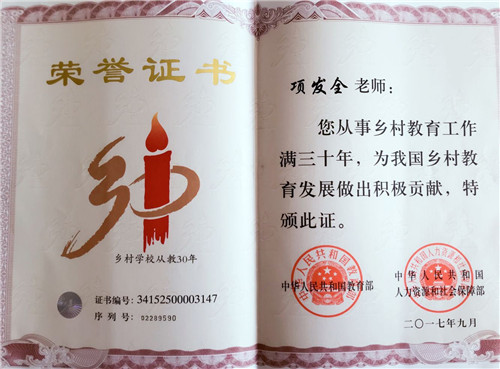 荣誉证书
乡村学校从教30年
证书编号: 34152500003147
序列号: 02289590
项发全 老师:
您从事乡村教育工作
满三十年，为我国乡村教
育发展做出积极贡献，特
颁此证。
中华人民共和国教育部
中华人民共和国
人力资源和社会保障部
二〇一七年九月